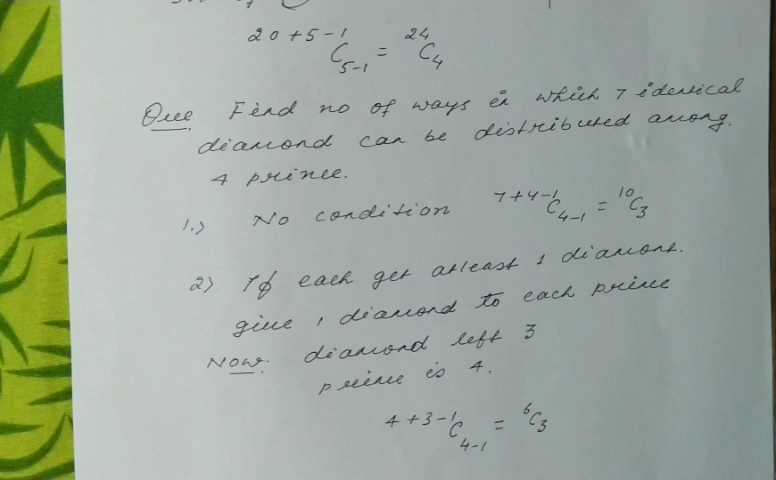 20+5-1C5-1 = 24C4
Que Find no of ways in which 7 identical
diamond can be distributed among.
4 prince.
1.) No condition 7+4-1C4-1 = 10C3
2) If each get atleast 1 diamont.
give 1 diamond to each prince
Now. diamond left 3
prince is 4.
4+3-1C4-1 = 6C3